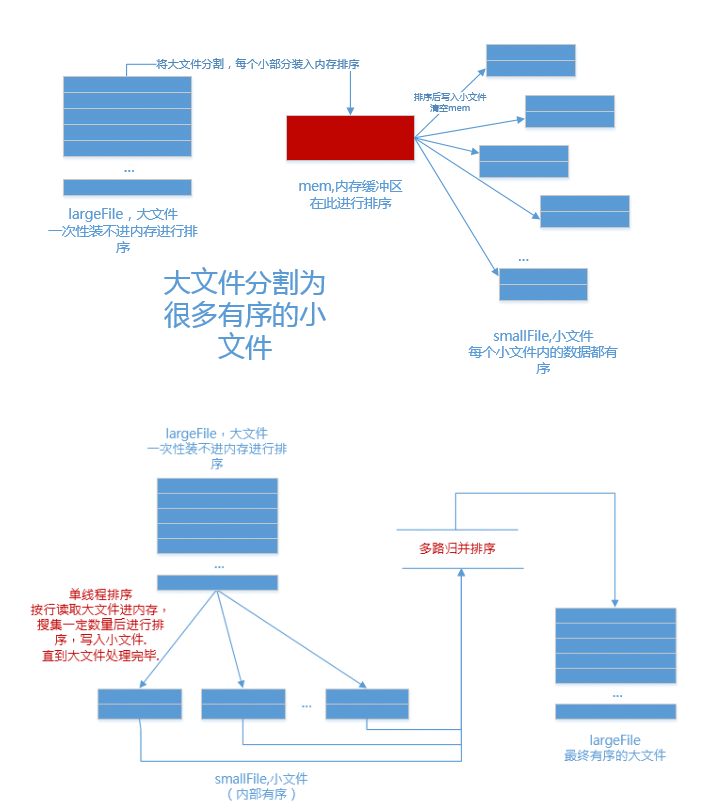 将大文件分割，每个小部分装入内存排序
排序后写入小文件
清空mem
...
largeFile，大文件
一次性装不进内存进行排
序
mem,内存缓冲区
在此进行排序
...
smallFile,小文件
每个小文件内的数据都有
序
大文件分割为
很多有序的小
文件
largeFile，大文件
一次性装不进内存进行排
序
...
多路归并排序
单线程排序
按行读取大文件进内存，
搜集一定数量后进行排
序，写入小文件.
直到大文件处理完毕.
...
...
largeFile
最终有序的大文件
smallFile,小文件
（内部有序）